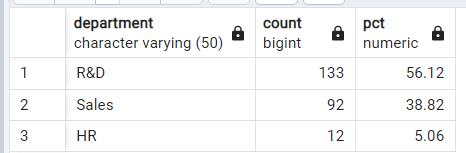 department count pct
character varying (50) bigint numeric
1 R&D 133 56.12
2 Sales 92 38.82
3 HR 12 5.06